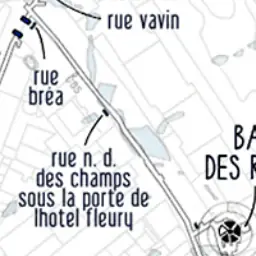 rue vavin
rue
bréa
rue n. d.
des champs
sous la porte de
lhotel fleury
BA
DES R